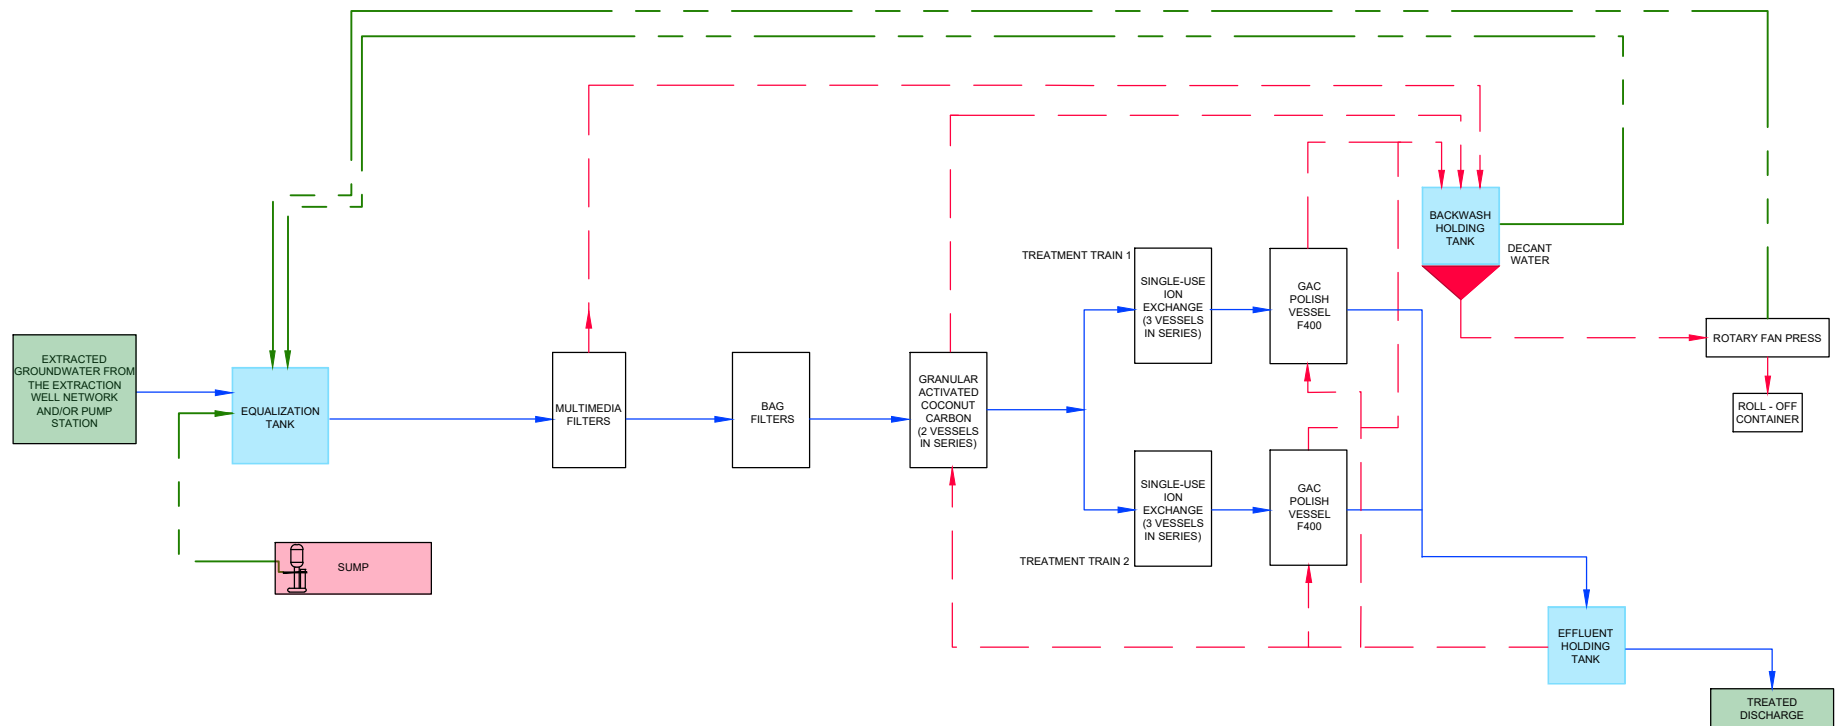 BACKWASH
HOLDING
TANK
DECANT
WATER
TREATMENT TRAIN 1
SINGLE-USE
ION
EXCHANGE
(3 VESSELS
IN SERIES)
GAC
POLISH
VESSEL
F400
ROTARY FAN PRESS
EXTRACTED
GROUNDWATER FROM
THE EXTRACTION
WELL NETWORK
AND/OR PUMP
STATION
EQUALIZATION
TANK
MULTIMEDIA
FILTERS
BAG
FILTERS
GRANULAR
ACTIVATED
COCONUT
CARBON
(2 VESSELS
IN SERIES)
ROLL - OFF
CONTAINER
SINGLE-USE
ION
EXCHANGE
(3 VESSELS
IN SERIES)
GAC
POLISH
VESSEL
F400
TREATMENT TRAIN 2
SUMP
EFFLUENT
HOLDING
TANK
TREATED
DISCHARGE